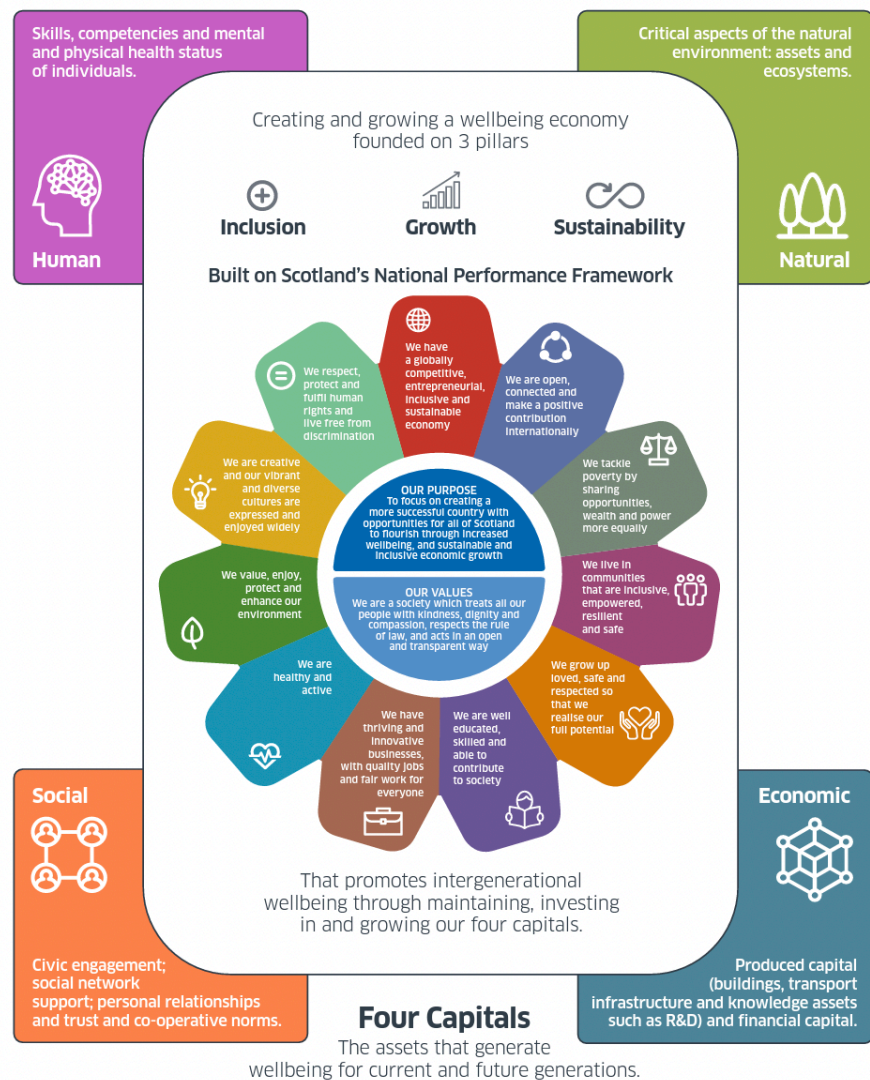 Skills, competencies and mental
and physical health status
of individuals.
Human
Critical aspects of the natural
environment: assets and
ecosystems.
Natural
Creating and growing a wellbeing economy
founded on 3 pillars
Inclusion
Growth
Sustainability
Built on Scotland's National Performance Framework
We have
a globally
competitive,
entrepreneurial,
inclusive and
sustainable
economy
We are open,
connected and
make a positive
contribution
internationally
We tackle
poverty by
sharing
opportunities,
wealth and power
more equally
We live in
communities
that are inclusive,
empowered,
resilient
and safe
We grow up
loved, safe and
respected so
that we
realise our
full potential
We are well
educated,
skilled and
able to
contribute
to society
We have
thriving and
innovative
businesses,
with quality jobs
and fair work for
everyone
We are
healthy and
active
We value, enjoy,
protect and
enhance our
environment
We are creative
and our vibrant
and diverse
cultures are
expressed and
enjoyed widely
We respect,
protect and
fulfil human
rights and
live free from
discrimination
OUR PURPOSE
To focus on creating a
more successful country with
opportunities for all of Scotland
to flourish through increased
wellbeing, and sustainable and
inclusive economic growth
OUR VALUES
We are a society which treats all our
people with kindness, dignity and
compassion, respects the rule
of law, and acts in an open
and transparent way
That promotes intergenerational
wellbeing through maintaining, investing
in and growing our four capitals.
Social
Civic engagement;
social network
support; personal relationships
and trust and co-operative norms.
Economic
Produced capital
(buildings, transport
infrastructure and knowledge assets
such as R&D) and financial capital.
Four Capitals
The assets that generate
wellbeing for current and future generations.